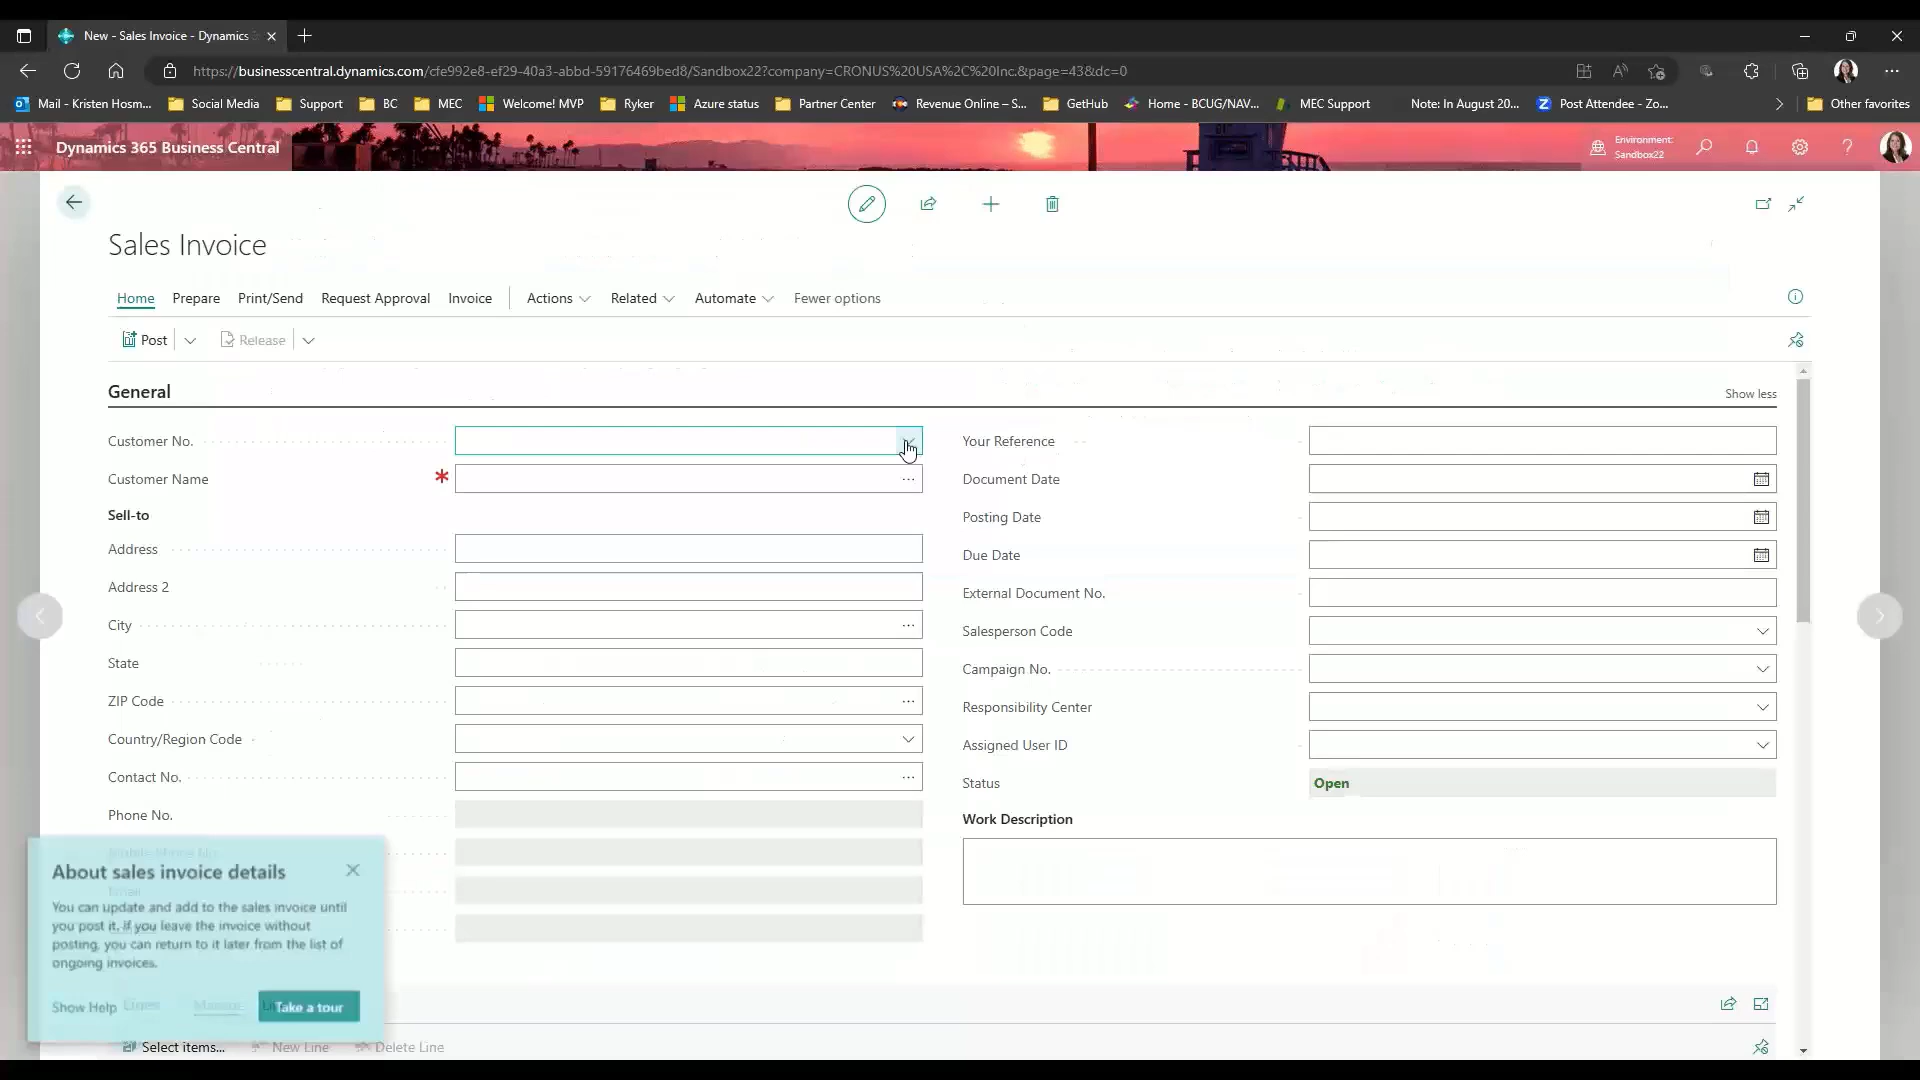 New - Sales Invoice - Dynamics 3
https://businesscentral.dynamics.com/cfe992e8-ef29-40a3-abbd-59176469bed8/Sandbox22?company=CRONUS%20USA%2C%20Inc.&page=43&dc=0
Mail - Kristen Hosm... Social Media Support BC MEC Welcome! MVP Ryker Azure status Partner Center Revenue Online – S... GetHub Home - BCUG/NAV... MEC Support Note: In August 20... Post Attendee - Zo... Other favorites
Dynamics 365 Business Central
Environment:
Sandbox22
Sales Invoice
Home Prepare Print/Send Request Approval Invoice Actions Related Automate Fewer options
Post Release
General
Show less
Customer No.
Customer Name
Sell-to
Address
Address 2
City
State
ZIP Code
Country/Region Code
Contact No.
Phone No.
Your Reference
Document Date
Posting Date
Due Date
External Document No.
Salesperson Code
Campaign No.
Responsibility Center
Assigned User ID
Status Open
Work Description
About sales invoice details
You can update and add to the sales invoice until
you post it. If you leave the invoice without
posting, you can return to it later from the list of
ongoing invoices.
Show Help Take a tour
Lines Manage
Select items... New Line Delete Line